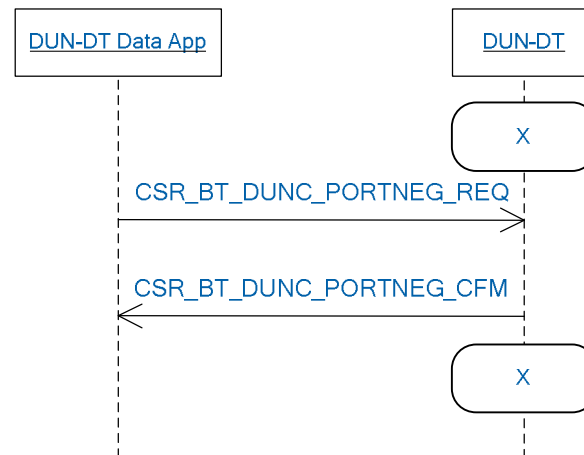 DUN-DT Data App
DUN-DT
X
CSR_BT_DUNC_PORTNEG_REQ
CSR_BT_DUNC_PORTNEG_CFM
X